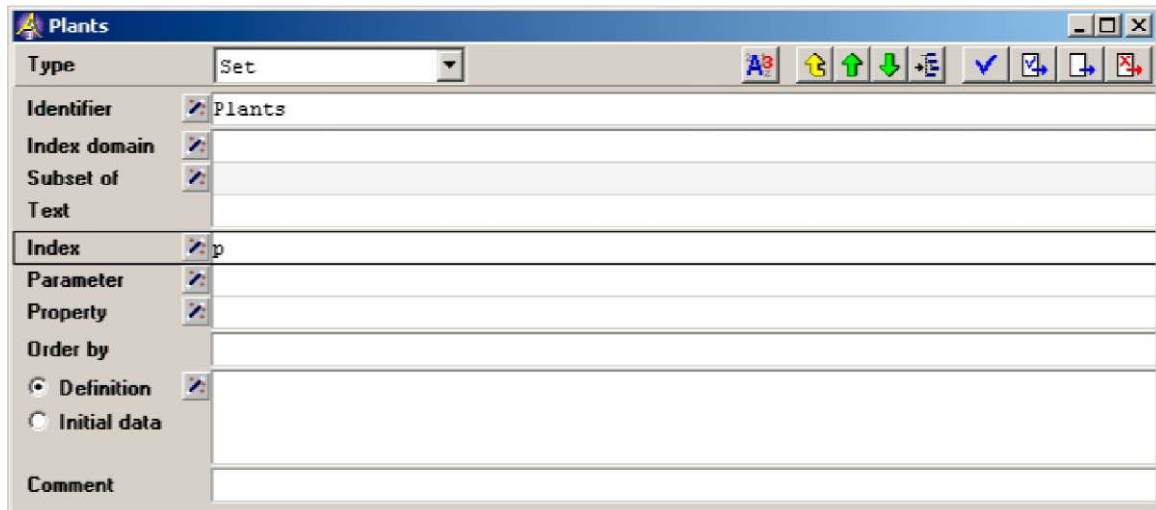 Plants
Type Set
Identifier Plants
Index domain
Subset of
Text
Index p
Parameter
Property
Order by
Definition
Initial data
Comment